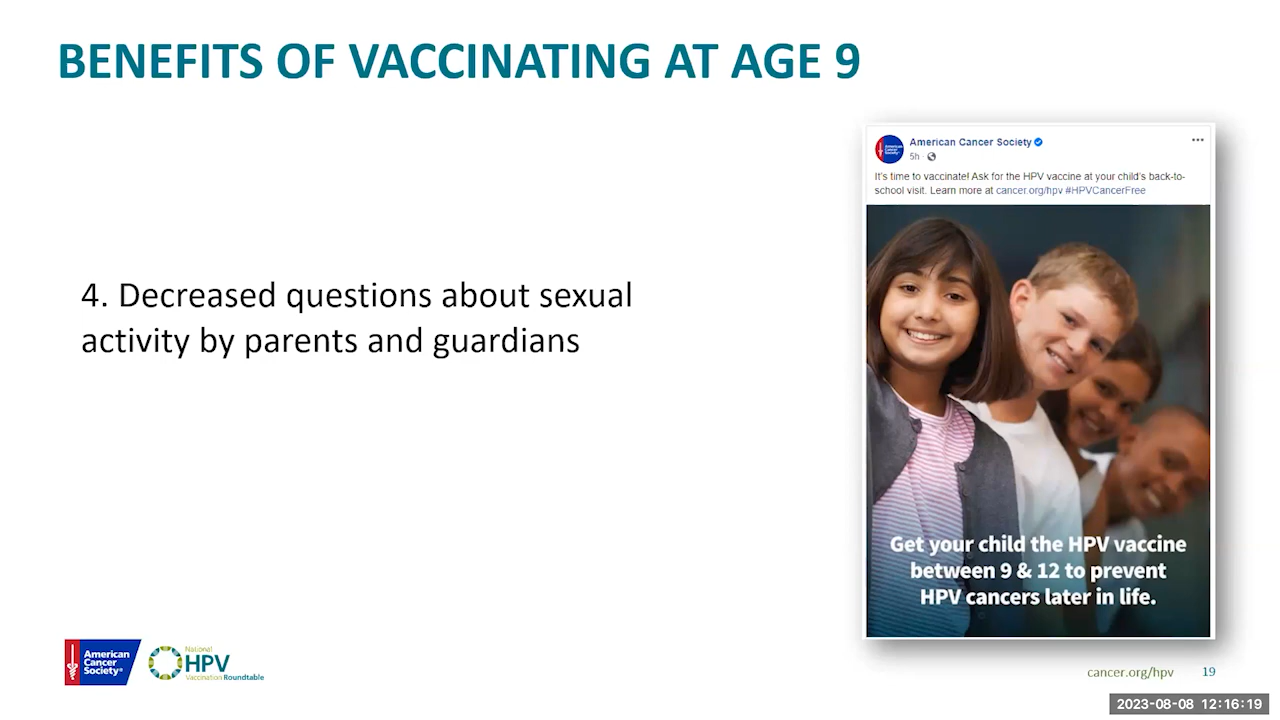 BENEFITS OF VACCINATING AT AGE 9
4. Decreased questions about sexual
activity by parents and guardians
American Cancer Society
5h
It's time to vaccinate! Ask for the HPV vaccine at your child's back-to-
school visit. Learn more at cancer.org/hpv #HPVCancerFree
Get your child the HPV vaccine
between 9 & 12 to prevent
HPV cancers later in life.
American
Cancer
Society®
National
HPV
Vaccination Roundtable
cancer.org/hpv
19
2023-08-08 12:16:19